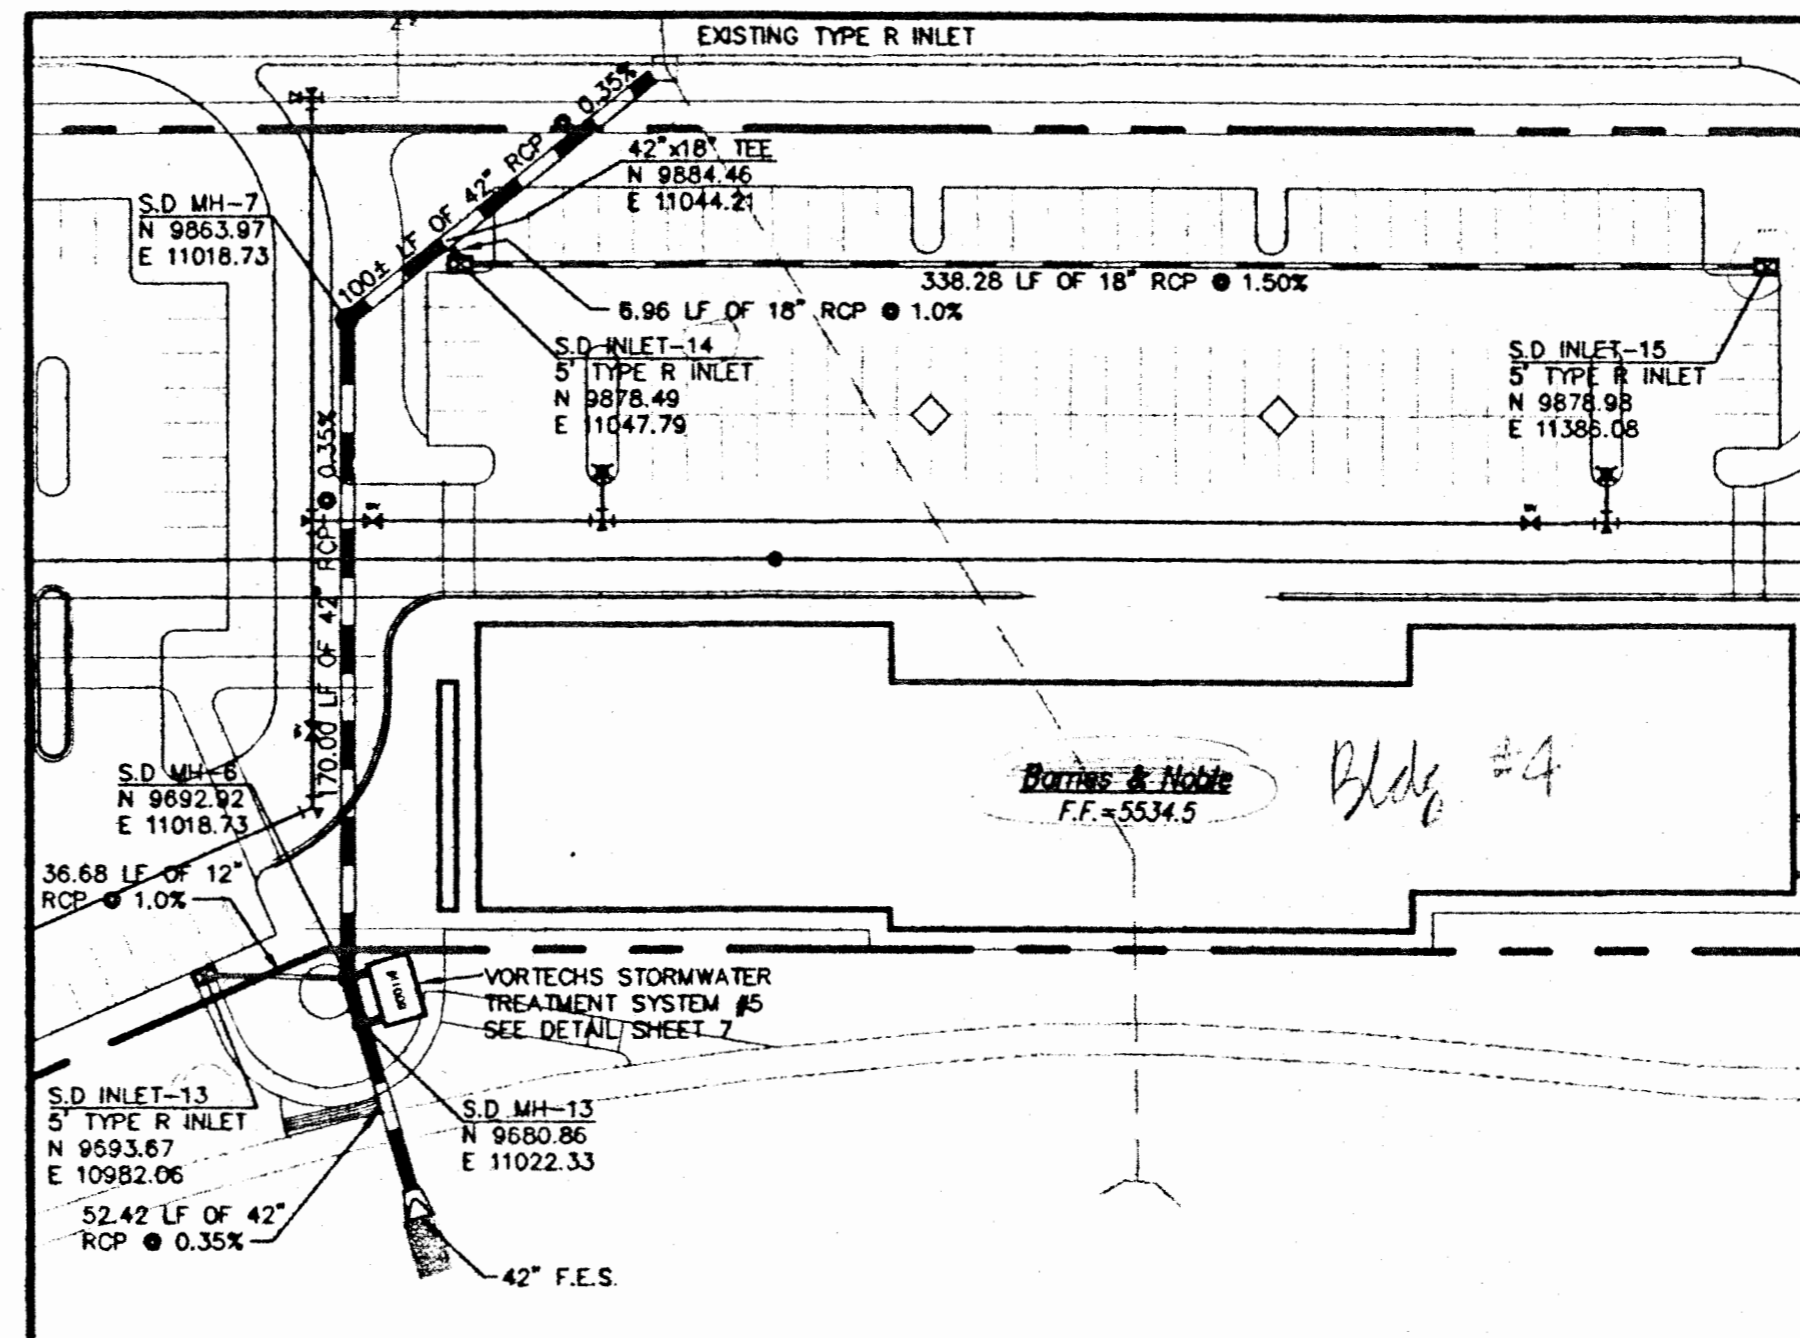 EXISTING TYPE R INLET
100± LF OF 42" RCP @ 0.35%
42"x18" TEE
N 9884.46
E 11044.21
S.D MH-7
N 9863.97
E 11018.73
338.28 LF OF 18" RCP @ 1.50%
6.96 LF OF 18" RCP @ 1.0%
S.D INLET-14
5' TYPE R INLET
N 9878.49
E 11047.79
S.D INLET-15
5' TYPE R INLET
N 9878.98
E 11386.08
170.00 LF OF 42" RCP @ 0.35%
S.D MH-6
N 9692.92
E 11018.73
Barnes & Noble
F.F.=5534.5
Bldg #4
36.68 LF OF 12"
RCP @ 1.0%
VORTECHS STORMWATER
TREATMENT SYSTEM #5
SEE DETAIL SHEET 7
S.D INLET-13
5' TYPE R INLET
N 9693.67
E 10982.06
S.D MH-13
N 9680.86
E 11022.33
52.42 LF OF 42"
RCP @ 0.35%
42" F.E.S.